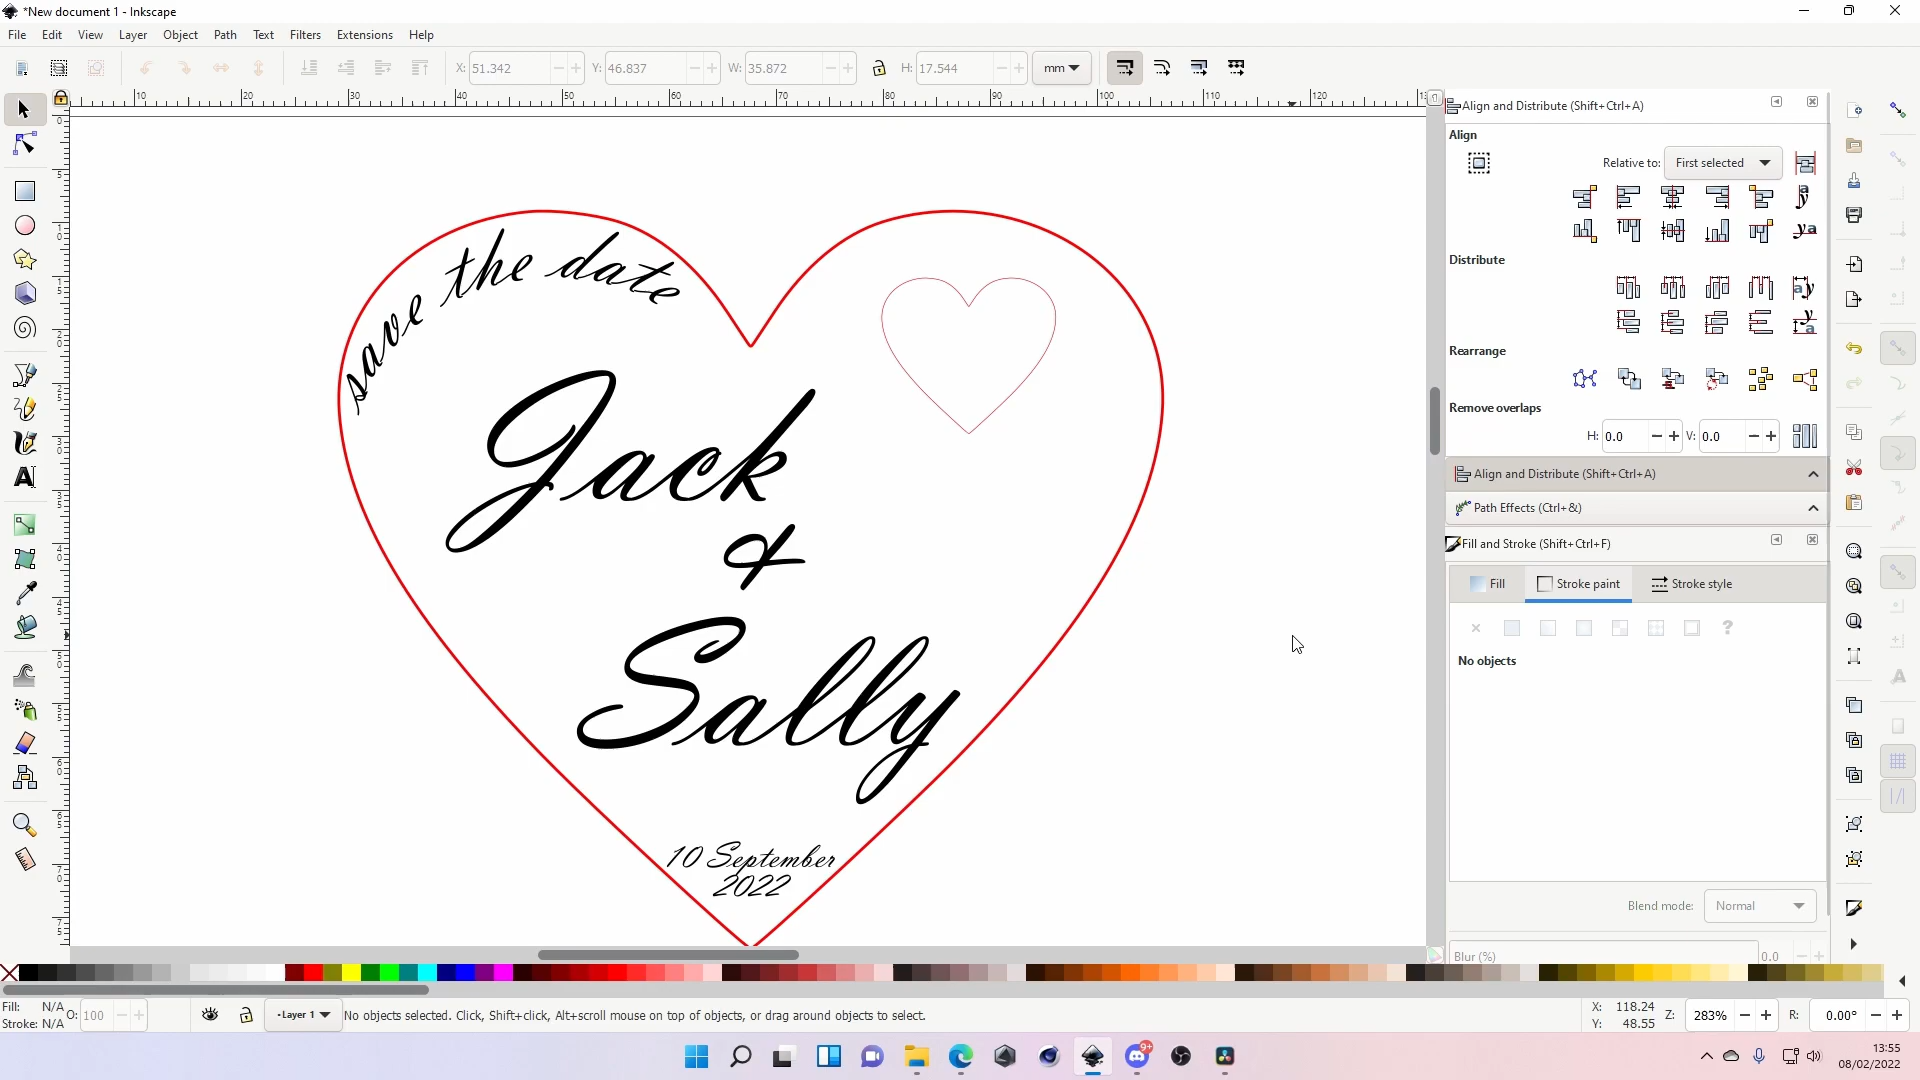 *New document 1 - Inkscape
File Edit View Layer Object Path Text Filters Extensions Help
X: 51.342 Y: 46.837 W: 35.872 H: 17.544 mm
Align and Distribute (Shift+Ctrl+A)
Align
Relative to: First selected
Distribute
Rearrange
Remove overlaps
H: 0.0 V: 0.0
Align and Distribute (Shift+Ctrl+A)
Path Effects (Ctrl+&)
Fill and Stroke (Shift+Ctrl+F)
Fill Stroke paint Stroke style
No objects
Blend mode: Normal
Blur (%) 0.0
save the date
Jack
&
Sally
10 September
2022
Fill: N/A
Stroke: N/A
O: 100
Layer 1
No objects selected. Click, Shift+click, Alt+scroll mouse on top of objects, or drag around objects to select.
X: 118.24
Y: 48.55
Z: 283%
R: 0.00°
9+
13:55
08/02/2022